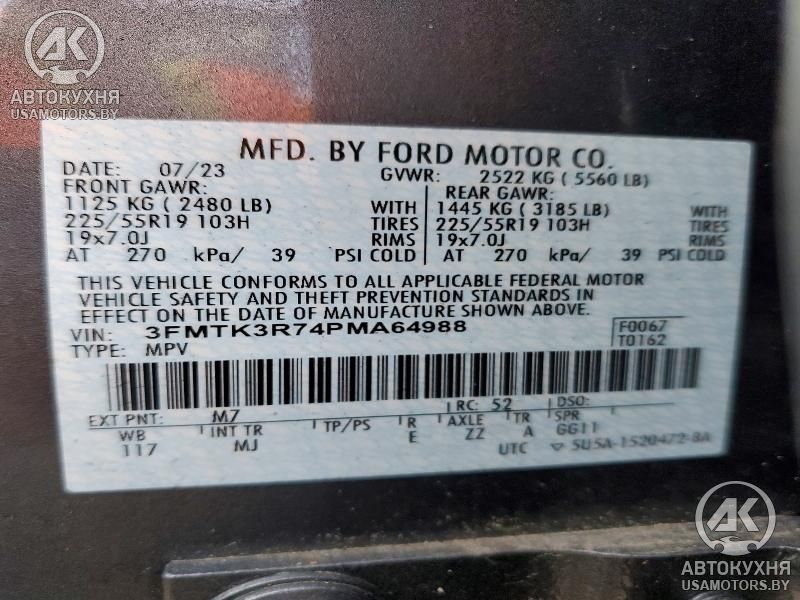 АК
АВТОКУХНЯ
USAMOTORS.BY
MFD. BY FORD MOTOR CO.
DATE: 07/23 GVWR: 2522 KG ( 5560 LB)
FRONT GAWR: REAR GAWR:
1125 KG ( 2480 LB) WITH 1445 KG ( 3185 LB) WITH
225/55R19 103H TIRES 225/55R19 103H TIRES
19x7.0J RIMS 19x7.0J RIMS
AT 270 kPa/ 39 PSI COLD AT 270 kPa/ 39 PSI COLD
THIS VEHICLE CONFORMS TO ALL APPLICABLE FEDERAL MOTOR
VEHICLE SAFETY AND THEFT PREVENTION STANDARDS IN
EFFECT ON THE DATE OF MANUFACTURE SHOWN ABOVE.
VIN: 3FMTK3R74PMA64988 F0067
TYPE: MPV T0162
EXT PNT: M7 RC: 52 DSO:
WB INT TR TP/PS R AXLE TR SPR
117 MJ E ZZ A GG11
UTC ▽ 5U5A-1520472-BA
АК
АВТОКУХНЯ
USAMOTORS.BY